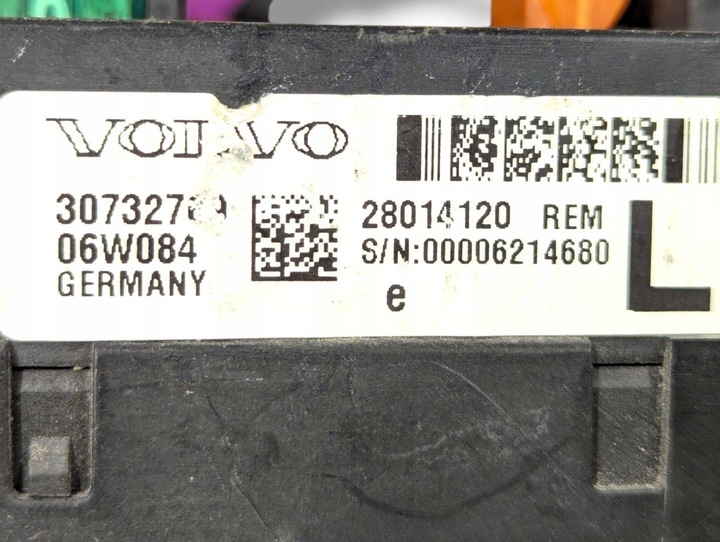 VOLVO
06W084
GERMANY
28014120 REM
S/N:00006214680
e
L